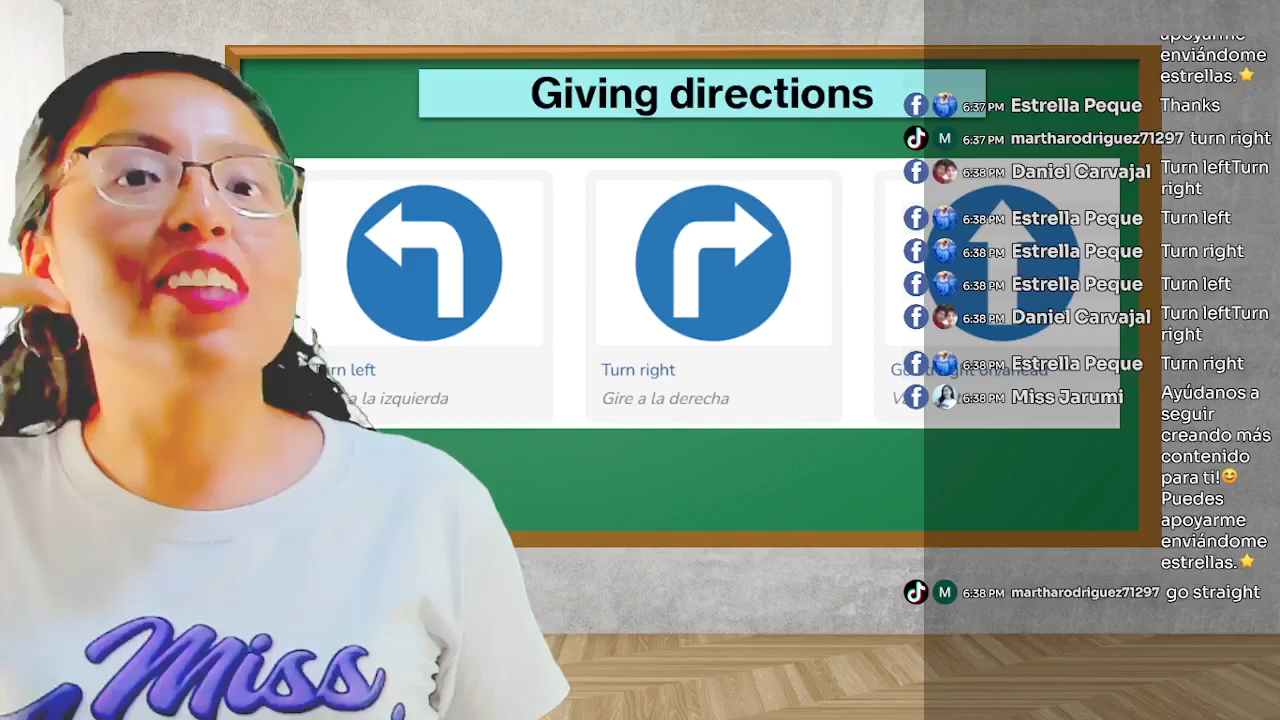 Giving directions
Turn left
a la izquierda
Turn right
Gire a la derecha
apoyarme
enviándome
estrellas.⭐
6:37 PM Estrella Peque Thanks
6:37 PM martharodriguez71297 turn right
6:38 PM Daniel Carvajal Turn leftTurn
right
6:38 PM Estrella Peque Turn left
6:38 PM Estrella Peque Turn right
6:38 PM Estrella Peque Turn left
6:38 PM Daniel Carvajal Turn leftTurn
right
6:38 PM Estrella Peque Turn right
6:38 PM Miss Jarumi Ayúdanos a
seguir
creando más
contenido
para ti!😊
Puedes
apoyarme
enviándome
estrellas.⭐
M 6:38 PM martharodriguez71297 go straight
Miss